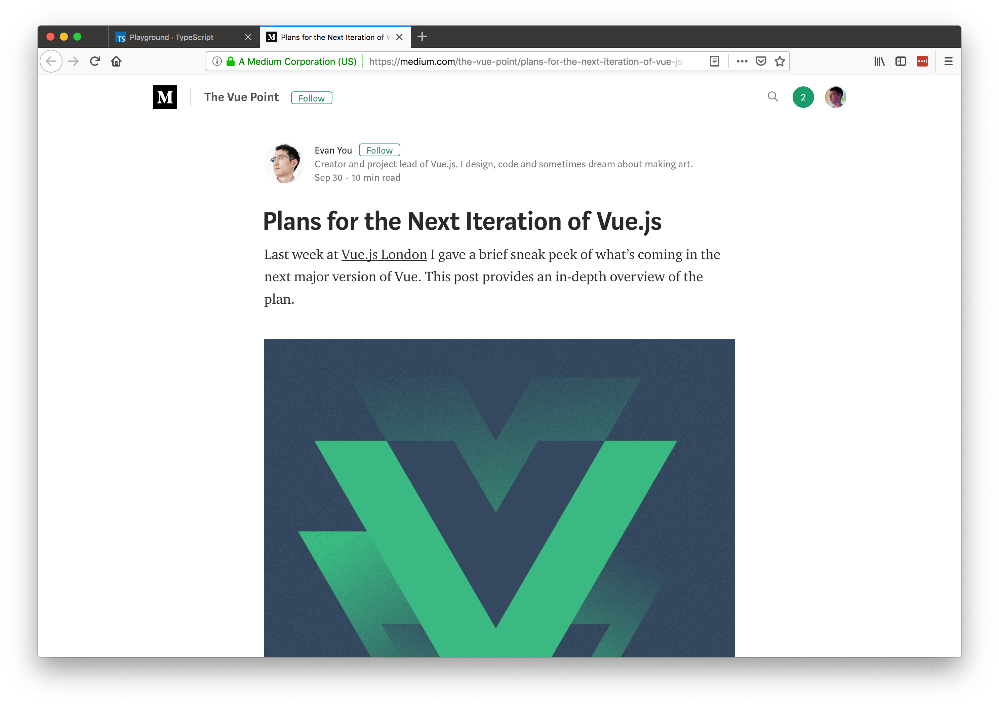 TS Playground · TypeScript
M Plans for the Next Iteration of V
A Medium Corporation (US) https://medium.com/the-vue-point/plans-for-the-next-iteration-of-vue-js-
M The Vue Point Follow 2
Evan You Follow
Creator and project lead of Vue.js. I design, code and sometimes dream about making art.
Sep 30 · 10 min read
Plans for the Next Iteration of Vue.js
Last week at Vue.js London I gave a brief sneak peek of what’s coming in the
next major version of Vue. This post provides an in-depth overview of the
plan.